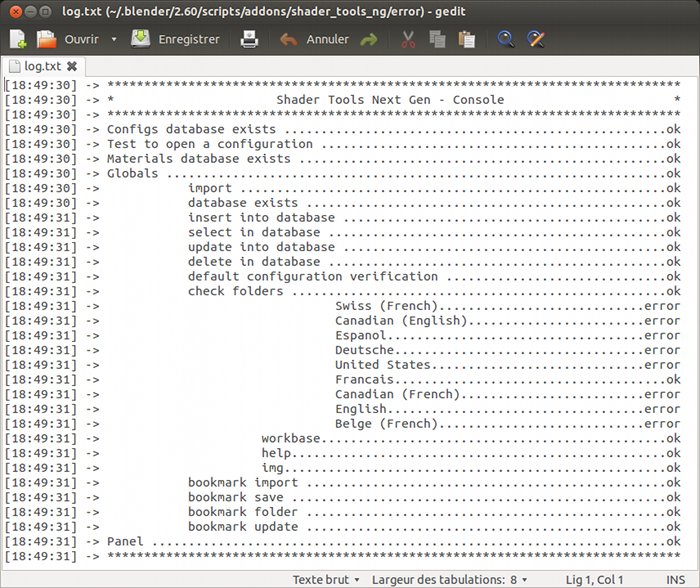 log.txt (~/.blender/2.60/scripts/addons/shader_tools_ng/error) - gedit
Ouvrir Enregistrer Annuler
log.txt
[18:49:30] -> ******************************************************************************
[18:49:30] -> * Shader Tools Next Gen - Console *
[18:49:30] -> ******************************************************************************
[18:49:30] -> Configs database exists ....................................................ok
[18:49:30] -> Test to open a configuration ...............................................ok
[18:49:30] -> Materials database exists ..................................................ok
[18:49:30] -> Globals ....................................................................ok
[18:49:30] -> import ..........................................................ok
[18:49:30] -> database exists .................................................ok
[18:49:31] -> insert into database ............................................ok
[18:49:31] -> select in database ..............................................ok
[18:49:31] -> update into database ............................................ok
[18:49:31] -> delete in database ..............................................ok
[18:49:31] -> default configuration verification ..............................ok
[18:49:31] -> check folders ...................................................ok
[18:49:31] -> Swiss (French)............................error
[18:49:31] -> Canadian (English)........................error
[18:49:31] -> Espanol...................................error
[18:49:31] -> Deutsche..................................error
[18:49:31] -> United States.............................error
[18:49:31] -> Francais.....................................ok
[18:49:31] -> Canadian (French).........................error
[18:49:31] -> English...................................error
[18:49:31] -> Belge (French)............................error
[18:49:31] -> workbase...............................................ok
[18:49:31] -> help...................................................ok
[18:49:31] -> img....................................................ok
[18:49:31] -> bookmark import .................................................ok
[18:49:31] -> bookmark save ...................................................ok
[18:49:31] -> bookmark folder .................................................ok
[18:49:31] -> bookmark update .................................................ok
[18:49:31] -> Panel ......................................................................ok
[18:49:31] -> ******************************************************************************
Texte brut Largeur des tabulations: 8 Lig 1, Col 1 INS